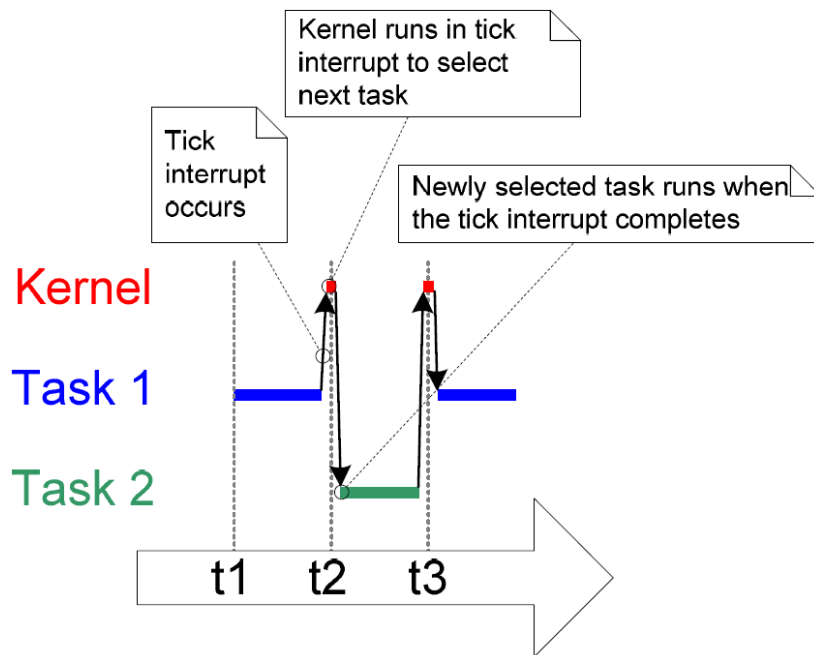 Kernel runs in tick
interrupt to select
next task
Tick
interrupt
occurs
Newly selected task runs when
the tick interrupt completes
Kernel
Task 1
Task 2
t1
t2
t3